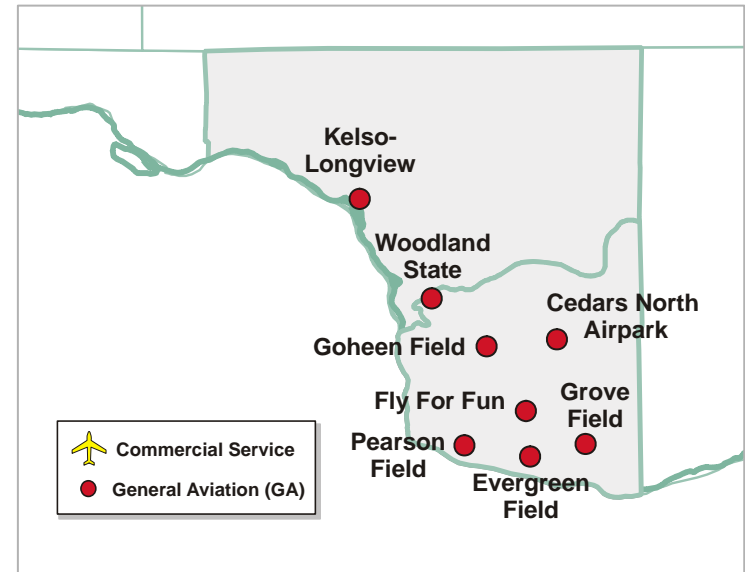 Kelso-
Longview
Woodland
State
Cedars North
Airpark
Goheen Field
Fly For Fun
Grove
Field
Pearson
Field
Evergreen
Field
Commercial Service
General Aviation (GA)